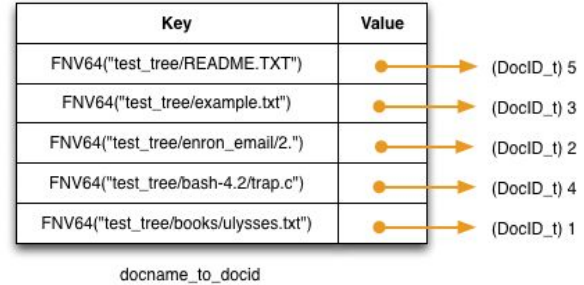 Key Value
FNV64("test_tree/README.TXT") (DocID_t) 5
FNV64("test_tree/example.txt") (DocID_t) 3
FNV64("test_tree/enron_email/2.") (DocID_t) 2
FNV64("test_tree/bash-4.2/trap.c") (DocID_t) 4
FNV64("test_tree/books/ulysses.txt") (DocID_t) 1
docname_to_docid